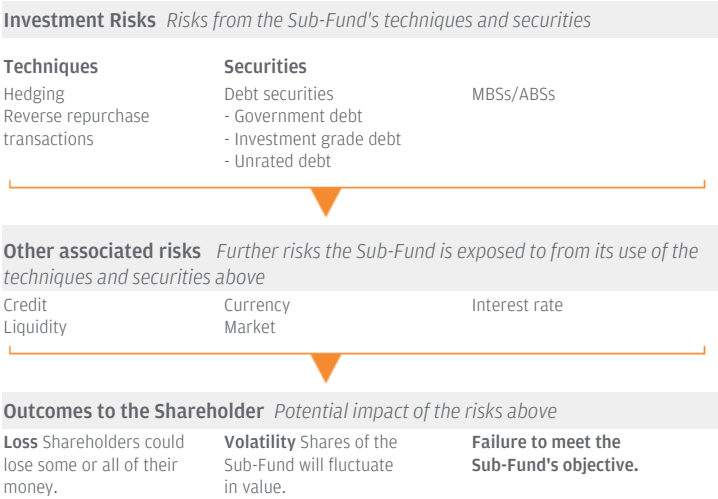 Investment Risks Risks from the Sub-Fund's techniques and securities
Techniques
Hedging
Reverse repurchase
transactions
Securities
Debt securities
- Government debt
- Investment grade debt
- Unrated debt
MBSs/ABSs
Other associated risks Further risks the Sub-Fund is exposed to from its use of the
techniques and securities above
Credit
Liquidity
Currency
Market
Interest rate
Outcomes to the Shareholder Potential impact of the risks above
Loss Shareholders could
lose some or all of their
money.
Volatility Shares of the
Sub-Fund will fluctuate
in value.
Failure to meet the
Sub-Fund's objective.